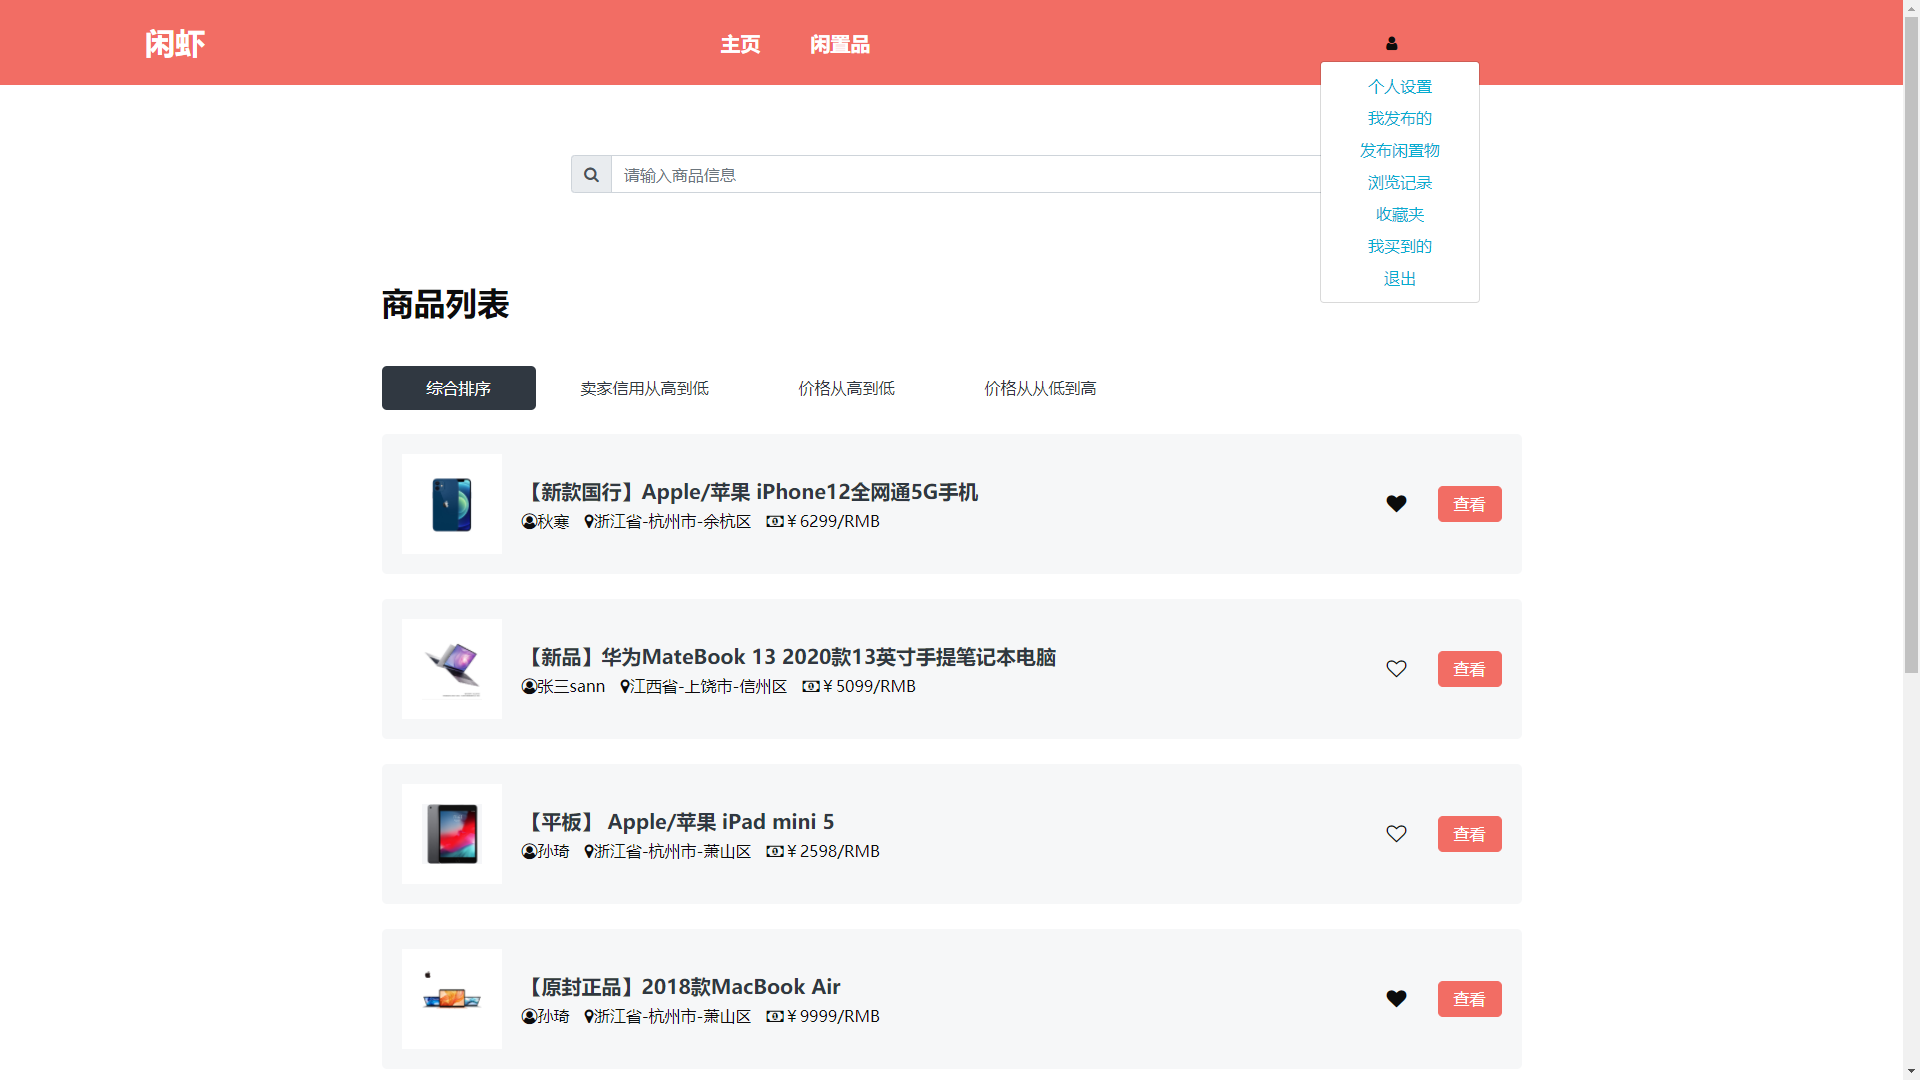 闲虾
主页 闲置品
个人设置
我发布的
发布闲置物
浏览记录
收藏夹
我买到的
退出
请输入商品信息
商品列表
综合排序 卖家信用从高到低 价格从高到低 价格从从低到高
【新款国行】Apple/苹果 iPhone12全网通5G手机
秋寒 浙江省-杭州市-余杭区 ¥ 6299/RMB
查看
【新品】华为MateBook 13 2020款13英寸手提笔记本电脑
张三sann 江西省-上饶市-信州区 ¥ 5099/RMB
查看
【平板】 Apple/苹果 iPad mini 5
孙琦 浙江省-杭州市-萧山区 ¥ 2598/RMB
查看
【原封正品】2018款MacBook Air
孙琦 浙江省-杭州市-萧山区 ¥ 9999/RMB
查看